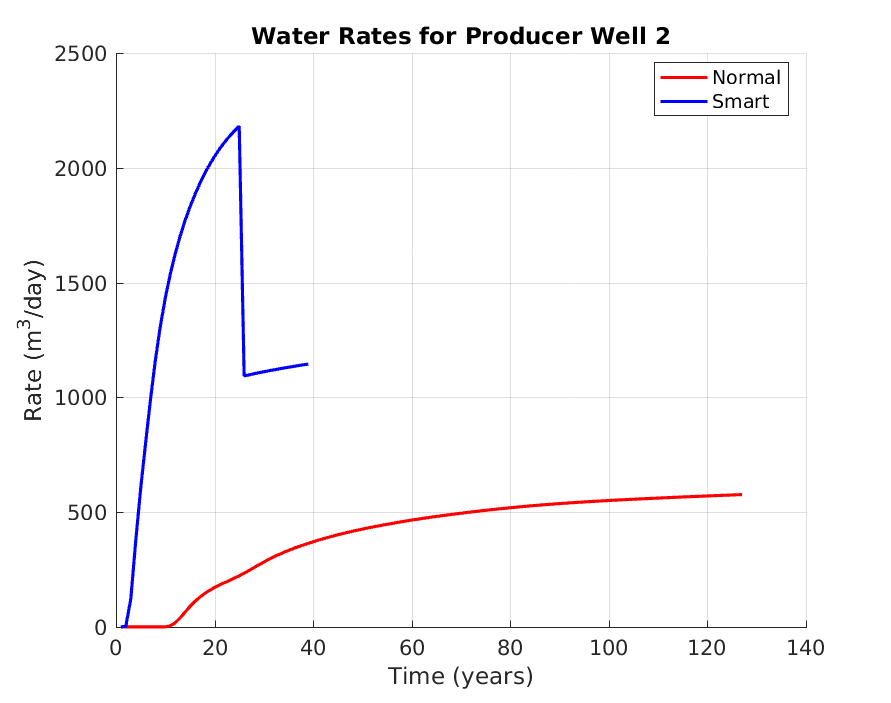 Water Rates for Producer Well 2
Normal
Smart
2500
2000
1500
1000
500
0
Rate (m³/day)
0 20 40 60 80 100 120 140
Time (years)